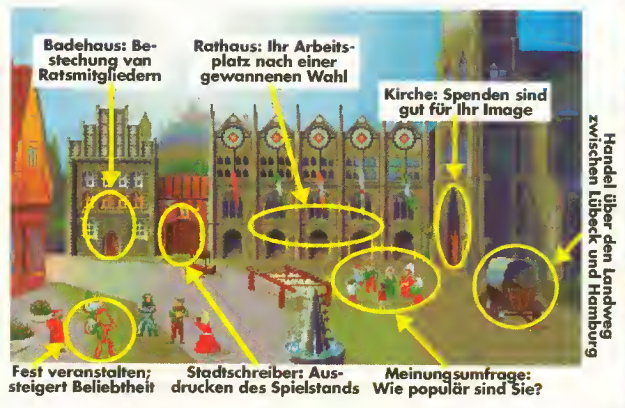 Badehaus: Be-
stechung van
Ratsmitgliedern
Rathaus: Ihr Arbeits-
platz nach einer
gewannenen Wahl
Kirche: Spenden sind
gut für Ihr Image
Handel über den Landweg
zwischen Lübeck und Hamburg
Fest veranstalten;
steigert Beliebtheit
Stadtschreiber: Aus-
drucken des Spielstands
Meinungsumfrage:
Wie populär sind Sie?